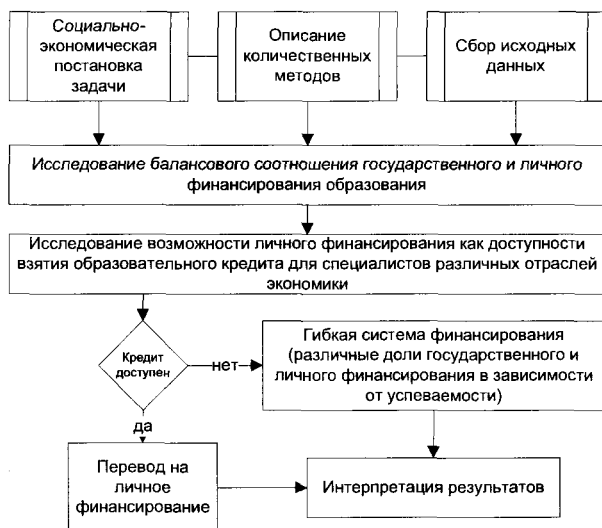 Социально-
экономическая
постановка
задачи
Описание
количественных
методов
Сбор исходных
данных
Исследование балансового соотношения государственного и личного
финансирования образования
Исследование возможности личного финансирования как доступности
взятия образовательного кредита для специалистов различных отраслей
экономики
Кредит
доступен
нет
Гибкая система финансирования
(различные доли государственного и
личного финансирования в зависимости
от успеваемости)
да
Перевод на
личное
финансирование
Интерпретация результатов